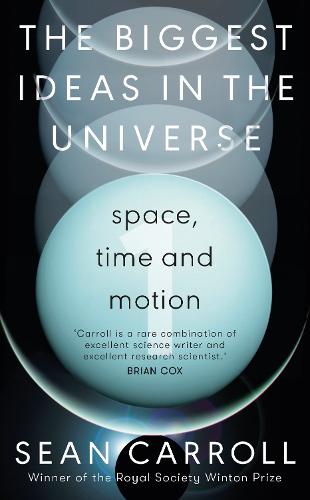 THE BIGGEST
IDEAS IN THE
UNIVERSE
1
space,
time and
motion
‘Carroll is a rare combination of
excellent science writer and
excellent research scientist.’
BRIAN COX
SEAN CARROLL
Winner of the Royal Society Winton Prize